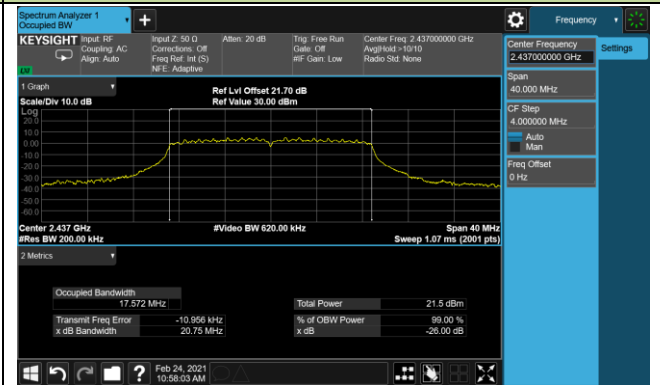 Spectrum Analyzer 1
Occupied BW
+
Frequency
KEYSIGHT
Input: RF
Coupling: AC
Align: Auto
Input Z: 50 Ω
Corrections: Off
Freq Ref: Int (S)
NFE: Adaptive
Atten: 20 dB
Trig: Free Run
Gate: Off
#IF Gain: Low
Center Freq: 2.437000000 GHz
Avg|Hold:>10/10
Radio Std: None
Center Frequency
2.437000000 GHz
Settings
Span
40.000 MHz
CF Step
4.000000 MHz
Auto
Man
Freq Offset
0 Hz
1 Graph
Scale/Div 10.0 dB
Ref Lvl Offset 21.70 dB
Ref Value 30.00 dBm
Log
20.0
10.0
0.00
-10.0
-20.0
-30.0
-40.0
-50.0
-60.0
Center 2.437 GHz
#Video BW 620.00 kHz
Span 40 MHz
#Res BW 200.00 kHz
Sweep 1.07 ms (2001 pts)
2 Metrics
Occupied Bandwidth
17.572 MHz
Total Power 21.5 dBm
Transmit Freq Error -10.956 kHz
% of OBW Power 99.00 %
x dB Bandwidth 20.75 MHz
x dB -26.00 dB
?
Feb 24, 2021
10:58:03 AM